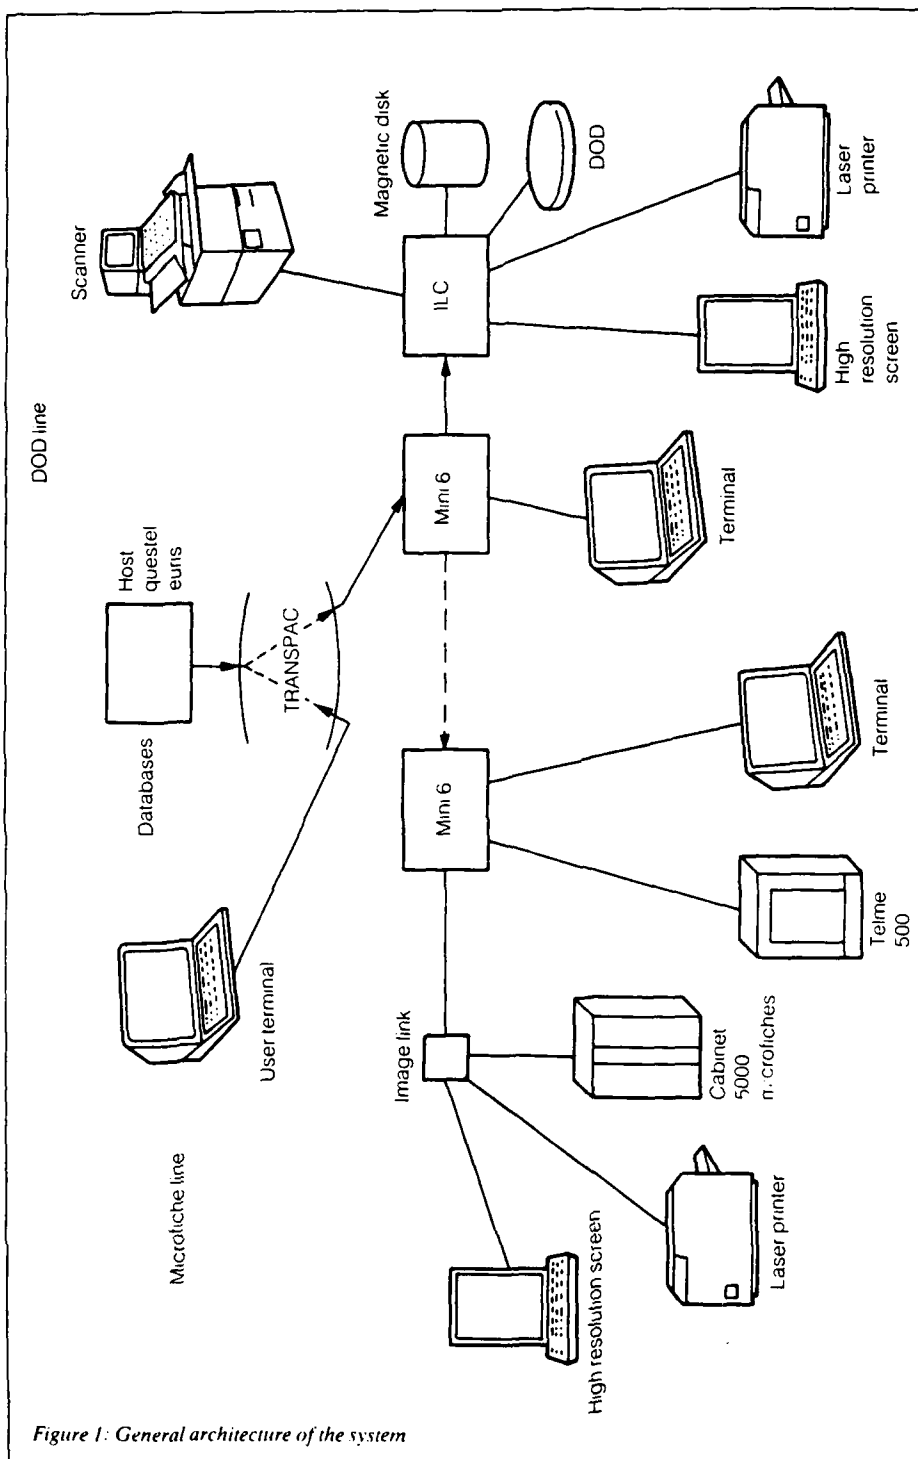 Microfiche line
DOD line
User terminal
Databases
Host
questel
euris
TRANSPAC
Scanner
Magnetic disk
DOD
Image link
Mini 6
Mini 6
ILC
High resolution screen
Laser printer
Cabinet
5000
microfiches
Telme
500
Terminal
Terminal
High
resolution
screen
Laser
printer
Figure 1: General architecture of the system